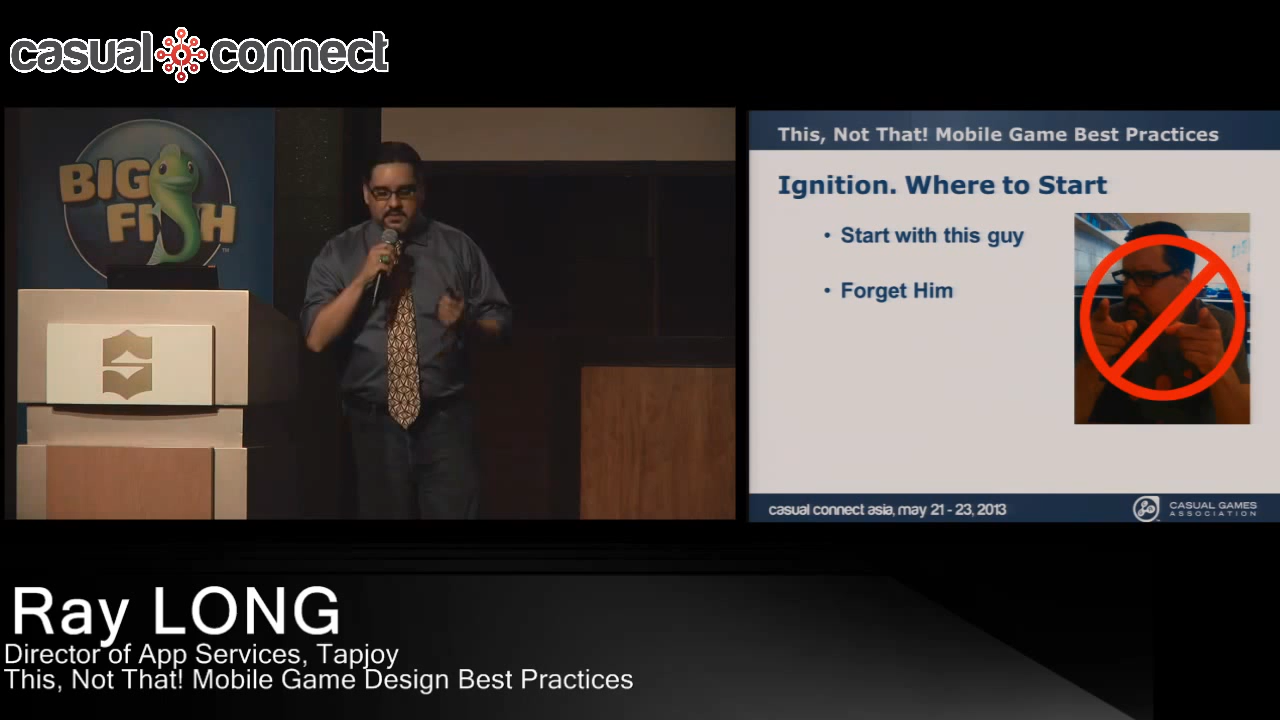 casual connect
BIG
FISH
S
This, Not That! Mobile Game Best Practices
Ignition. Where to Start
• Start with this guy
• Forget Him
casual connect asia, may 21 - 23, 2013
CASUAL GAMES
ASSOCIATION
Ray LONG
Director of App Services, Tapjoy
This, Not That! Mobile Game Design Best Practices